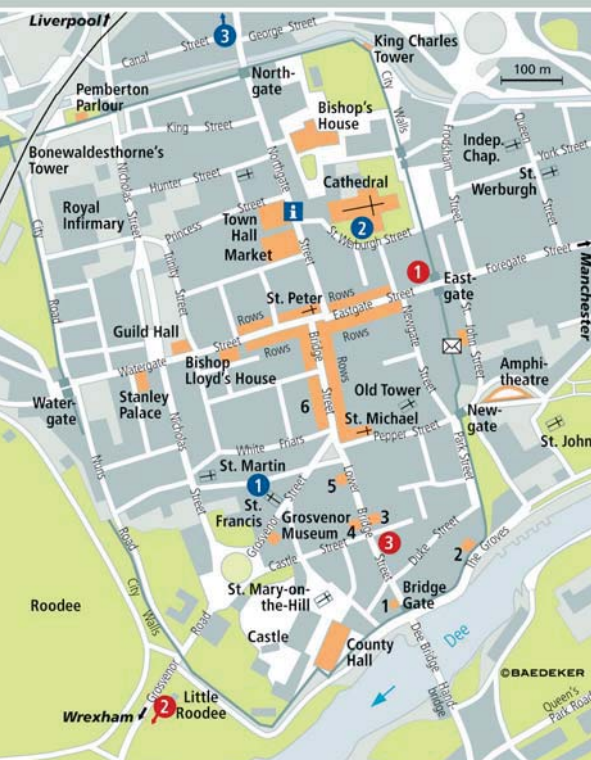 Liverpool
3
George Street
Canal Street
King Charles
Tower
North-
gate
100 m
Pemberton
Parlour
City Walls
Bishop's
House
King Street
Frodsham Street
Queen
Indep.
Chap.
York Street
Bonewaldesthorne's
Tower
Northgate Street
St.
Werburgh
Hunter Street
Nicholas Street
Cathedral
Royal
Infirmary
Princess Street
i
Town
Hall
2
Market
St. Werburgh Street
City
Road
Trinity Street
1
East-
gate
Foregate Street
Manchester
St. Peter
Rows
Eastgate Street
Rows
Rows
Guild Hall
Rows
Rows
Bridge Street
Newgate Street
St. John Street
Watergate
Bishop
Lloyd's House
Amphi-
theatre
Stanley
Palace
Old Tower
Water-
gate
6
St. Michael
Pepper Street
New-
gate
St. John
Nicholas Street
White Friars
Park Street
Nuns
Road
St. Martin
1
5
Lower Bridge Street
St.
Francis
Grosvenor Street
Grosvenor
Museum
3
4
3
Castle Street
Duke Street
2
the Groves
St. Mary-on-
the-Hill
1
Bridge
Gate
Roodee
City Walls
Castle
County
Hall
Dee Bridge
Hand-
bridge
Dee
©BAEDEKER
Queen's
Park Road
Grosvenor Road
Little
Roodee
Wrexham
2